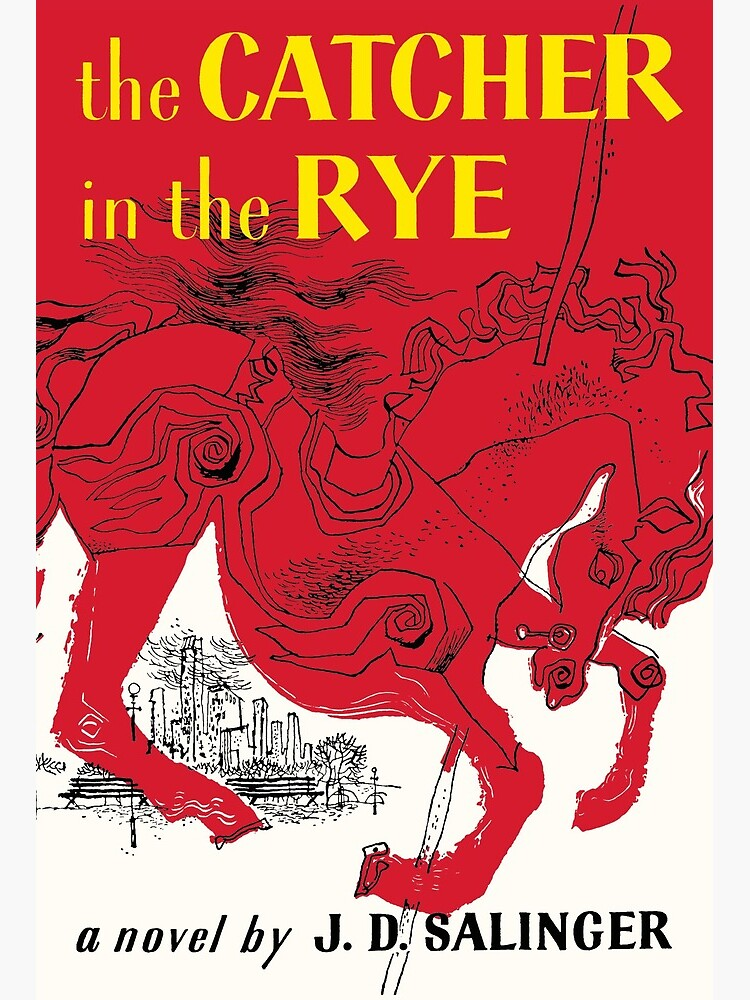 the CATCHER
in the RYE
a novel by J. D. SALINGER